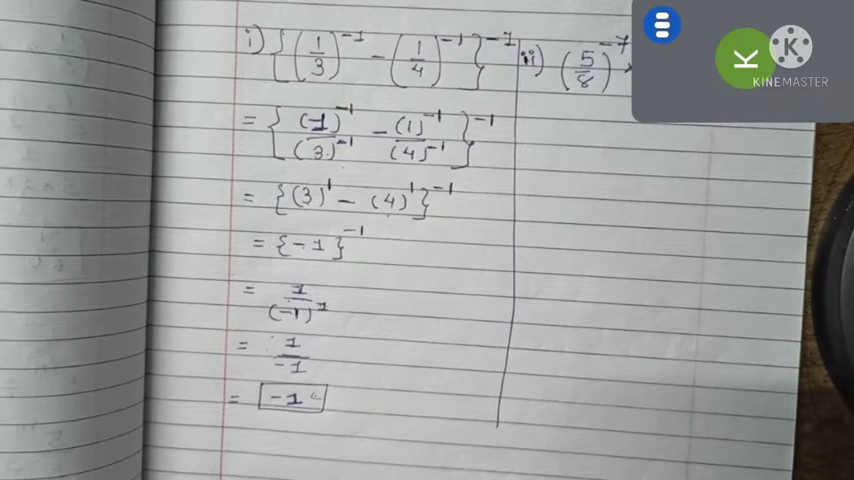 i) {(1/3)^-1 - (1/4)^-1}^-1
= {(-1)^-1/(3)^-1 - (1)^-1/(4)^-1}^-1
= {(3)^1 - (4)^1}^-1
= {-1}^-1
= 1/(-1)^1
= 1/-1
= -1
ii) (5/8)^-7
K
K
KINEMASTER